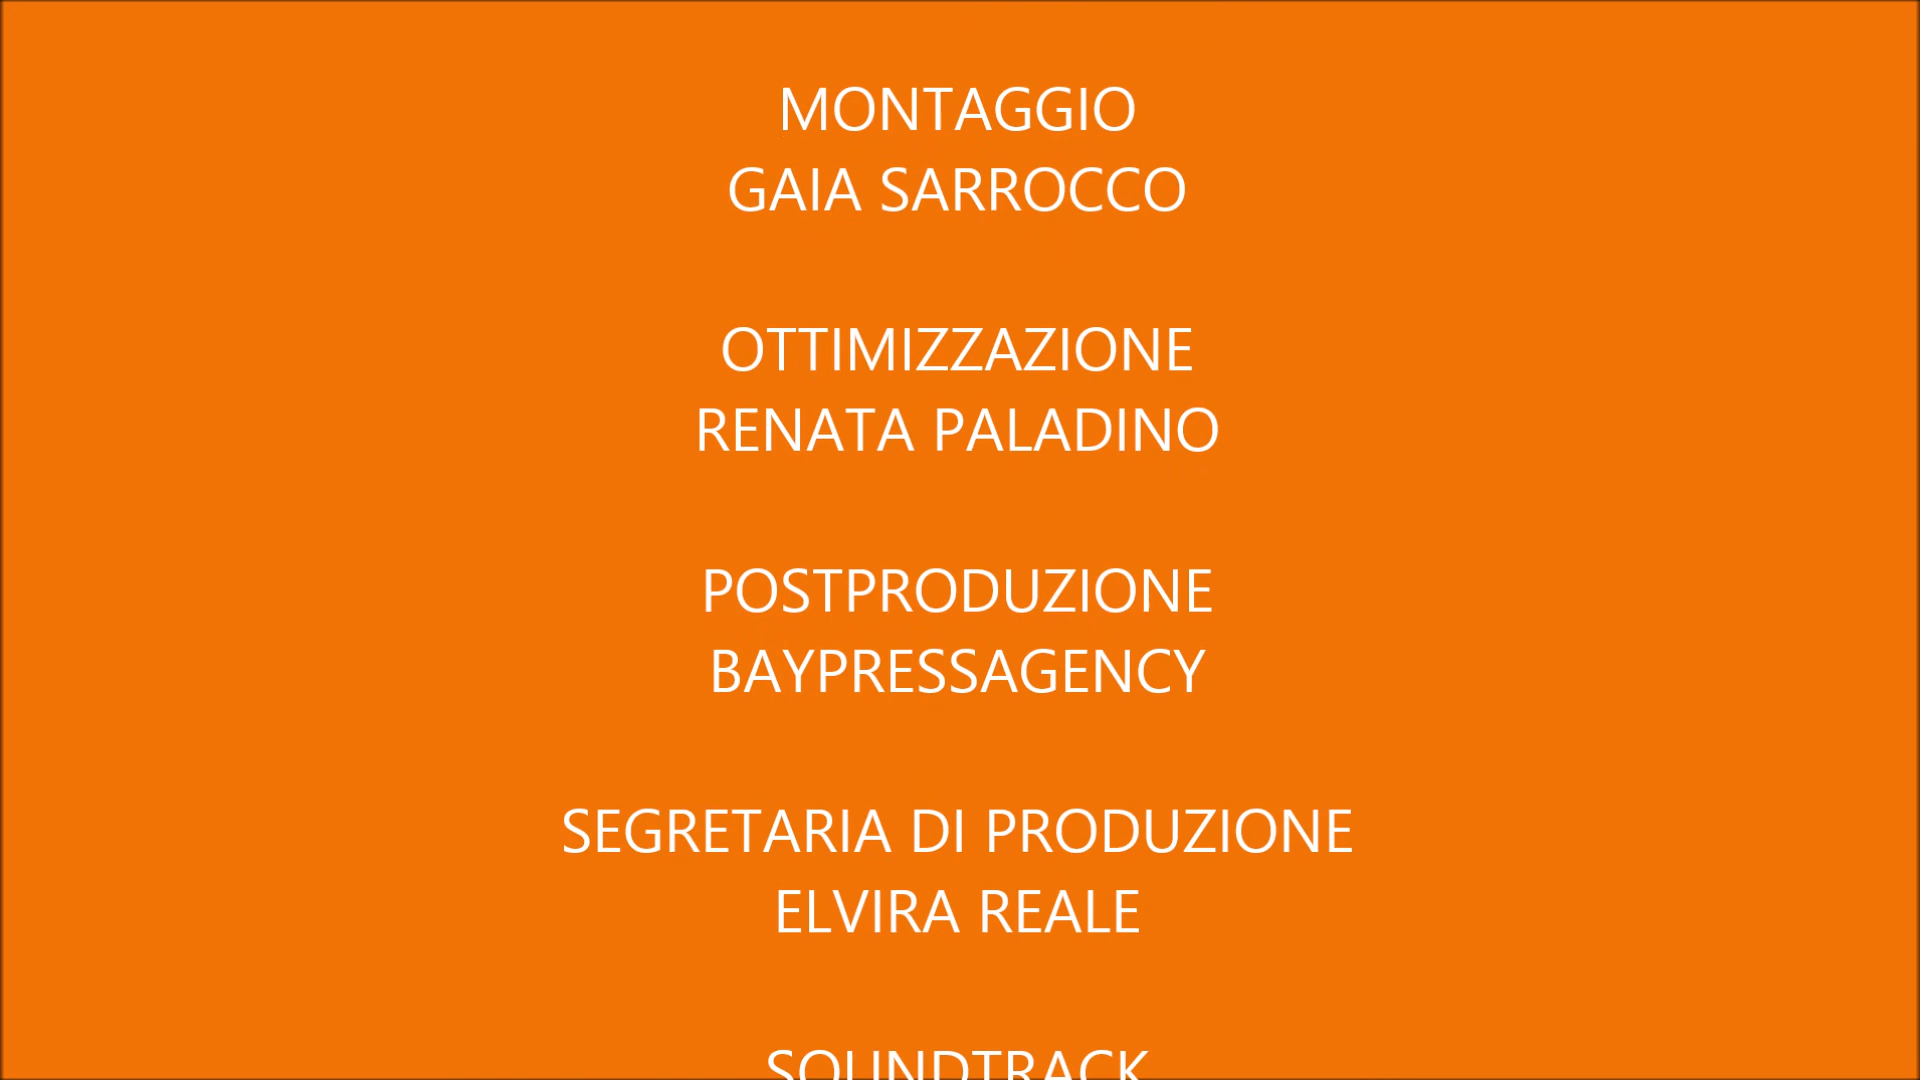 MONTAGGIO
GAIA SARROCCO
OTTIMIZZAZIONE
RENATA PALADINO
POSTPRODUZIONE
BAYPRESSAGENCY
SEGRETARIA DI PRODUZIONE
ELVIRA REALE
SOUNDTRACK